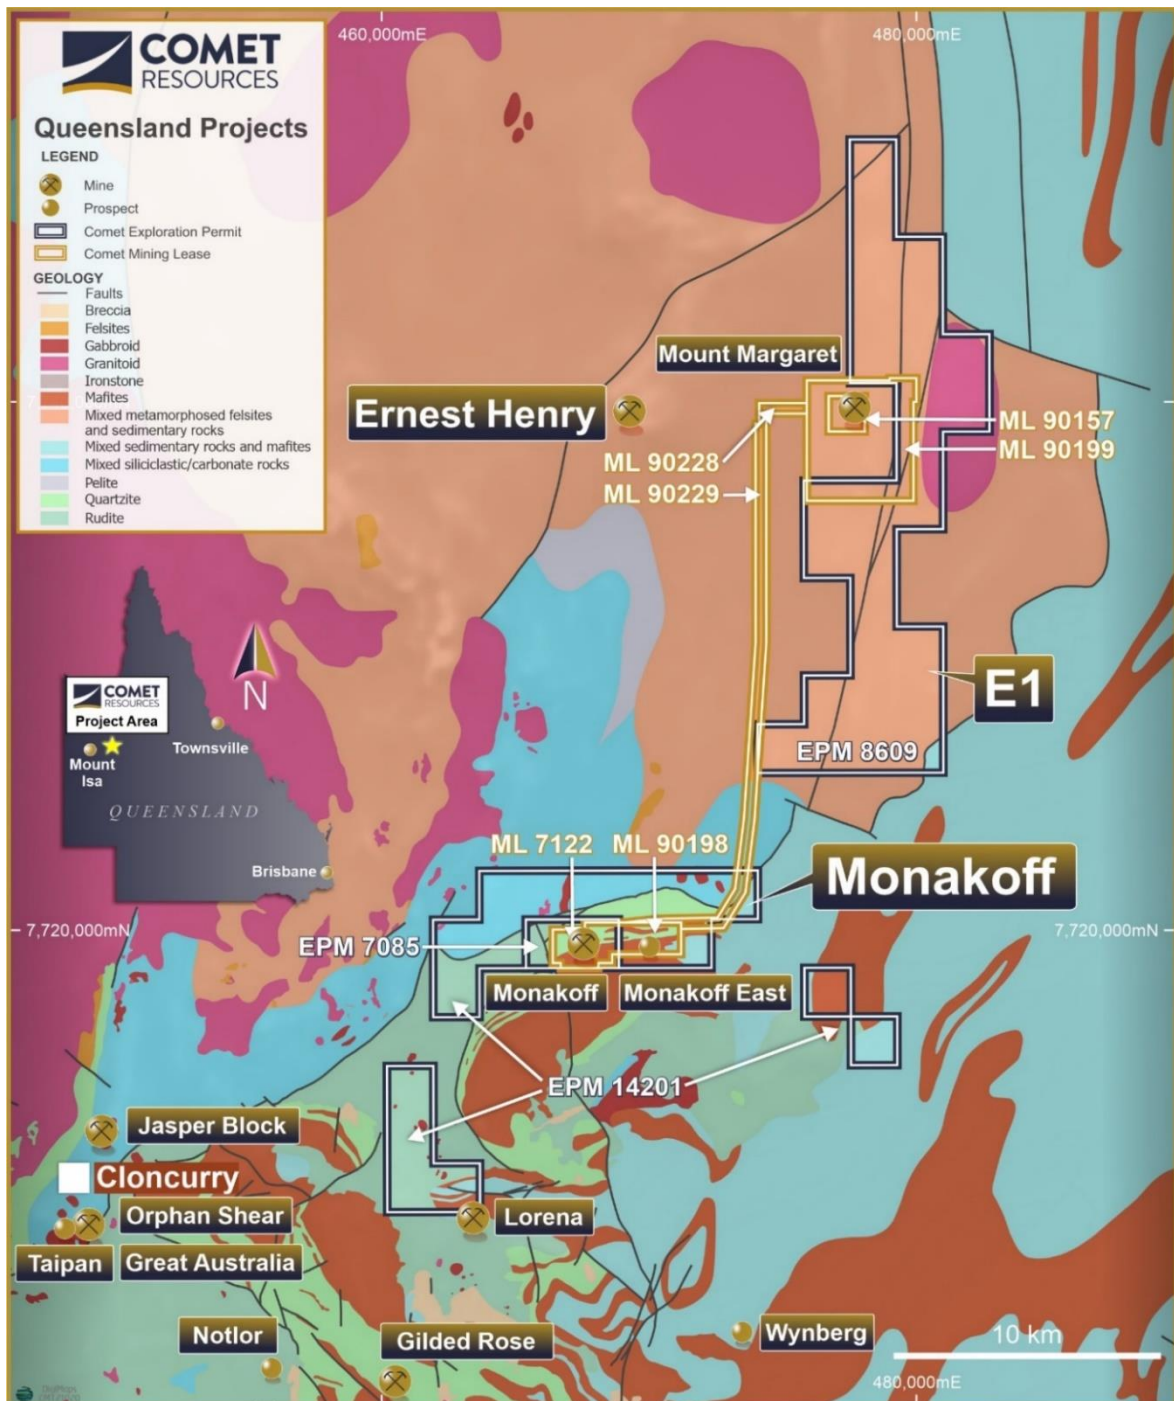 460,000mE
480,000mE
COMET
RESOURCES
Queensland Projects
LEGEND
Mine
Prospect
Comet Exploration Permit
Comet Mining Lease
GEOLOGY
Faults
Breccia
Felsites
Gabbroid
Granitoid
Ironstone
Mafites
Mixed metamorphosed felsites
and sedimentary rocks
Mixed sedimentary rocks and mafites
Mixed siliciclastic/carbonate rocks
Pelite
Quartzite
Rudite
Mount Margaret
Ernest Henry
ML 90157
ML 90199
ML 90228
ML 90229
E1
EPM 8609
COMET
RESOURCES
Project Area
Townsville
Mount
Isa
QUEENSLAND
Brisbane
N
ML 7122
ML 90198
Monakoff
7,720,000mN
7,720,000mN
EPM 7085
Monakoff
Monakoff East
EPM 14201
Jasper Block
Cloncurry
Orphan Shear
Taipan
Great Australia
Lorena
Notlor
Gilded Rose
Wynberg
10 km
480,000mE